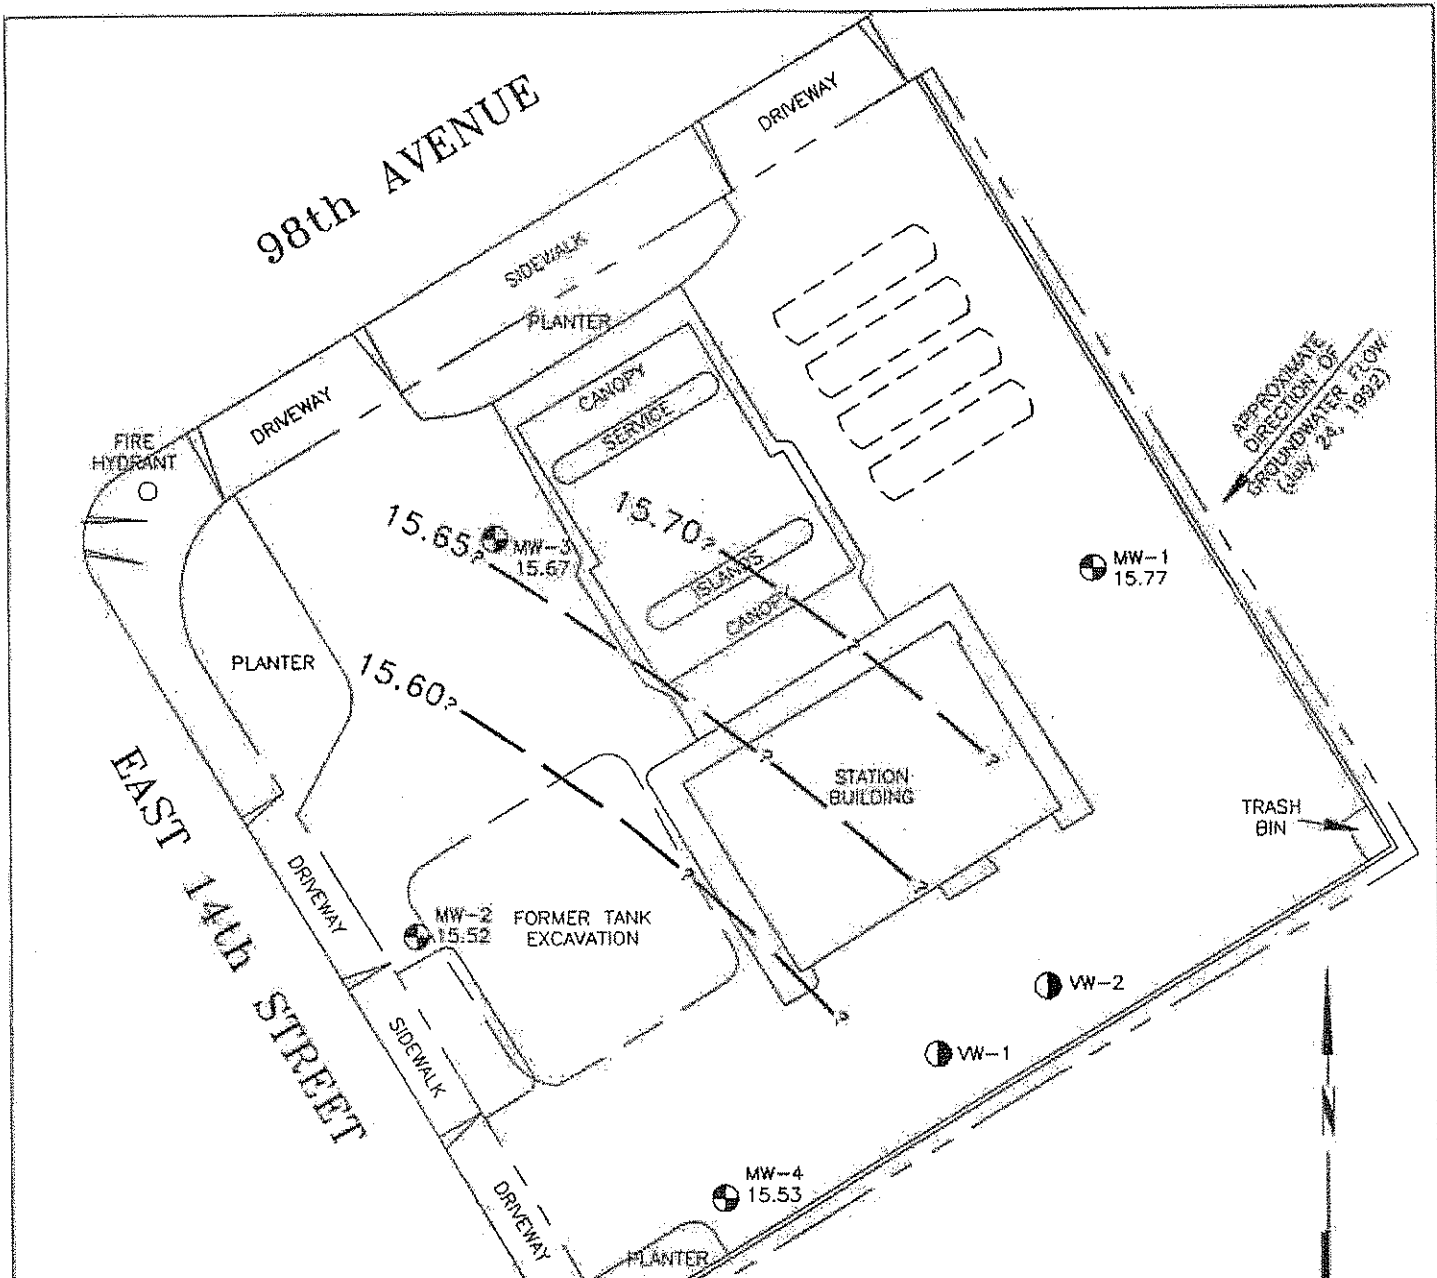 98th AVENUE
DRIVEWAY
SIDEWALK
PLANTER
DRIVEWAY
CANOPY
SERVICE
FIRE
HYDRANT
APPROXIMATE
DIRECTION OF
GROUNDWATER FLOW
(July 24, 1992)
15.65?
MW-3
15.67
15.70?
ISLANDS
CANOPY
MW-1
15.77
PLANTER
15.60?
?
?
?
STATION
BUILDING
TRASH
BIN
?
?
EAST 14th STREET
DRIVEWAY
MW-2
15.52
FORMER TANK
EXCAVATION
VW-2
?
VW-1
SIDEWALK
N
MW-4
15.53
DRIVEWAY
PLANTER